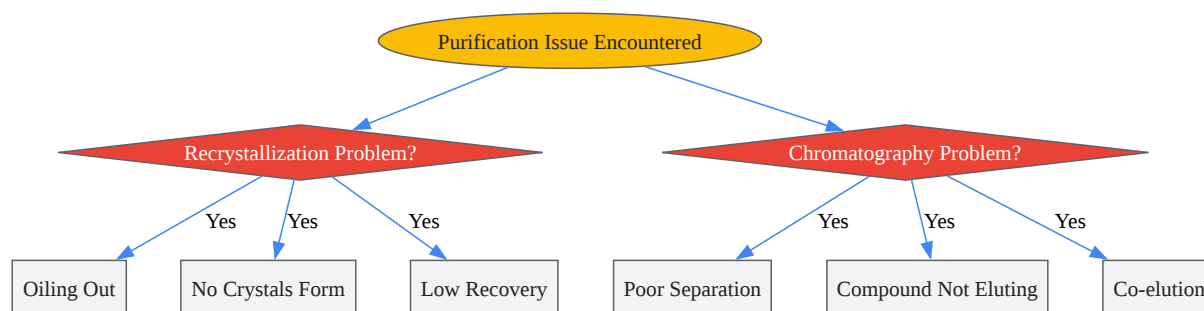 Purification Issue Encountered
Recrystallization Problem?
Chromatography Problem?
Yes
Yes
Yes
Yes
Yes
Yes
Oiling Out
No Crystals Form
Low Recovery
Poor Separation
Compound Not Eluting
Co-elution